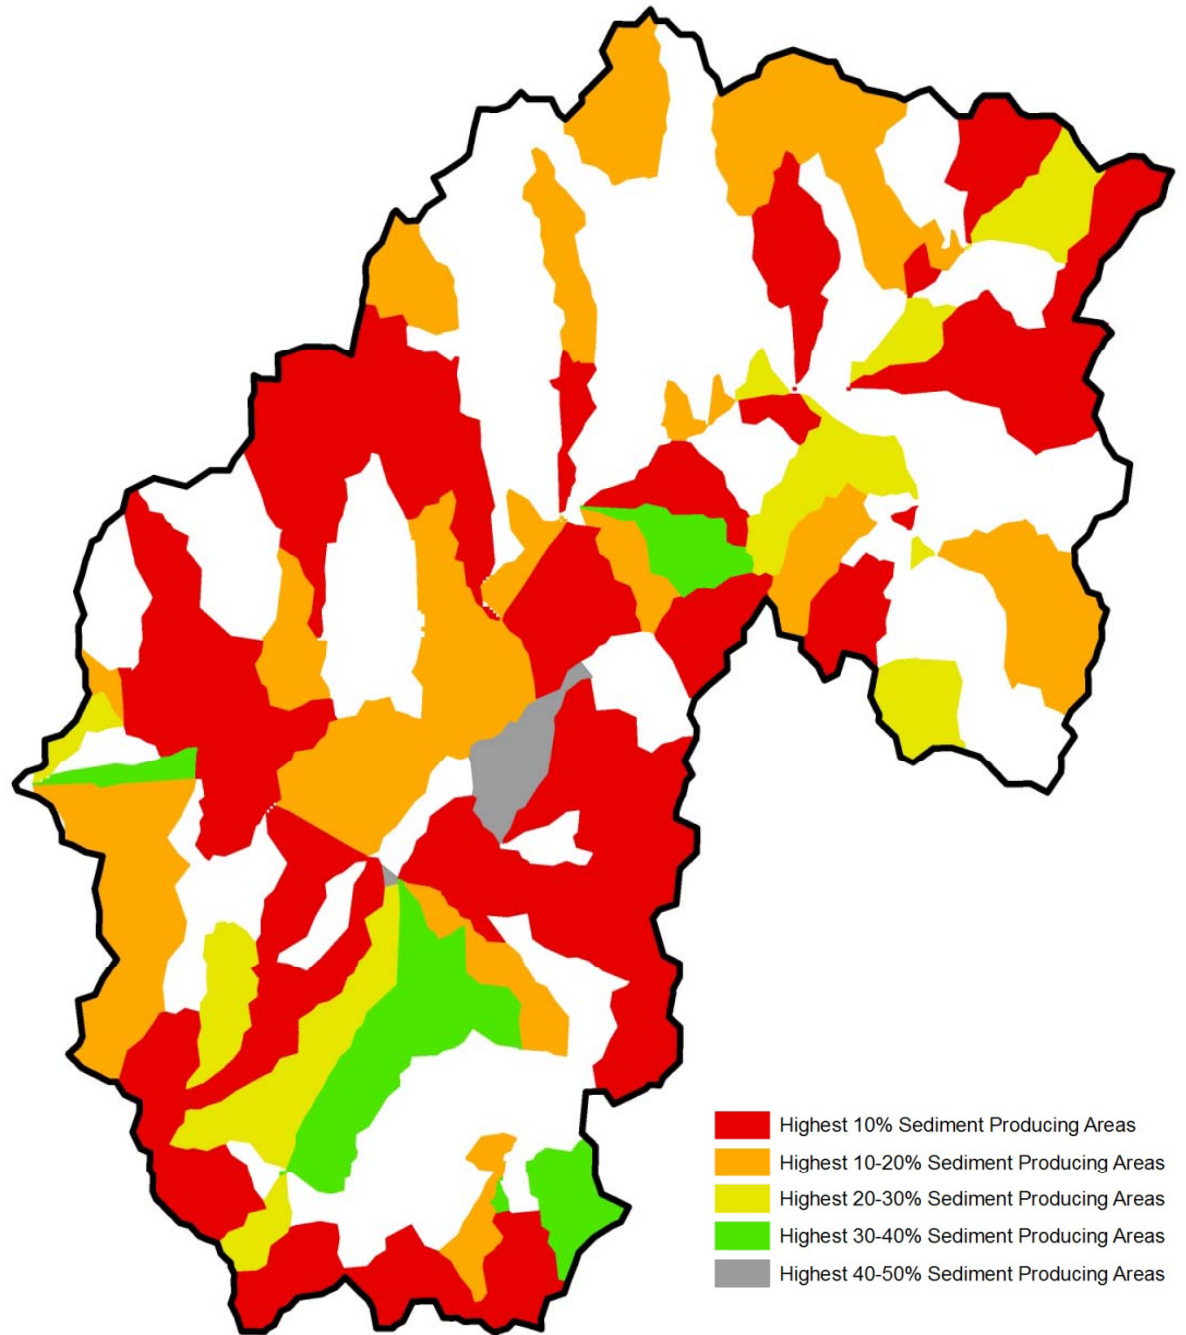 Highest 10% Sediment Producing Areas
Highest 10-20% Sediment Producing Areas
Highest 20-30% Sediment Producing Areas
Highest 30-40% Sediment Producing Areas
Highest 40-50% Sediment Producing Areas